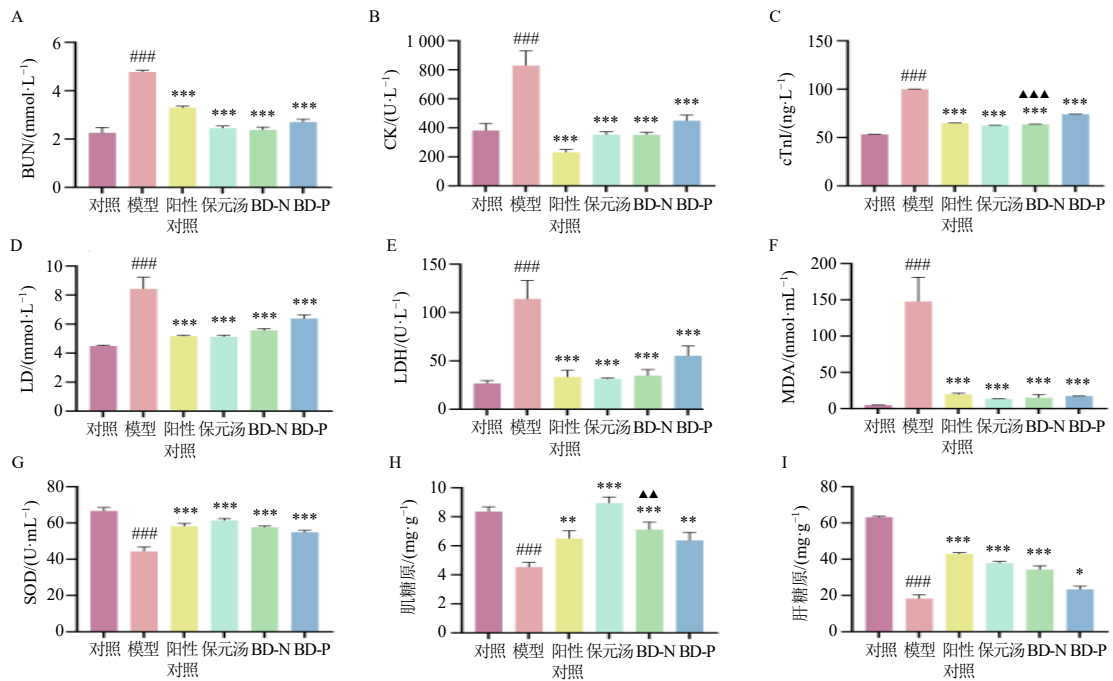 A
BUN/(mmol·L⁻¹)
6
4
2
0
###
***
***
***
***
对照 模型 阳性 保元汤 BD-N BD-P
对照
B
CK/(U·L⁻¹)
1 000
800
600
400
200
0
###
***
***
***
***
对照 模型 阳性 保元汤 BD-N BD-P
对照
C
cTnI/(ng·L⁻¹)
150
100
50
0
###
***
***
▲▲▲
***
***
对照 模型 阳性 保元汤 BD-N BD-P
对照
D
LD/(mmol·L⁻¹)
10
8
6
4
2
0
###
***
***
***
***
对照 模型 阳性 保元汤 BD-N BD-P
对照
E
LDH/(U·L⁻¹)
150
100
50
0
###
***
***
***
***
对照 模型 阳性 保元汤 BD-N BD-P
对照
F
MDA/(nmol·mL⁻¹)
200
150
100
50
0
###
***
***
***
***
对照 模型 阳性 保元汤 BD-N BD-P
对照
G
SOD/(U·mL⁻¹)
80
60
40
20
0
###
***
***
***
***
对照 模型 阳性 保元汤 BD-N BD-P
对照
H
肌糖原/(mg·g⁻¹)
10
8
6
4
2
0
###
**
***
▲▲
***
**
对照 模型 阳性 保元汤 BD-N BD-P
对照
I
肝糖原/(mg·g⁻¹)
80
60
40
20
0
###
***
***
***
*
对照 模型 阳性 保元汤 BD-N BD-P
对照